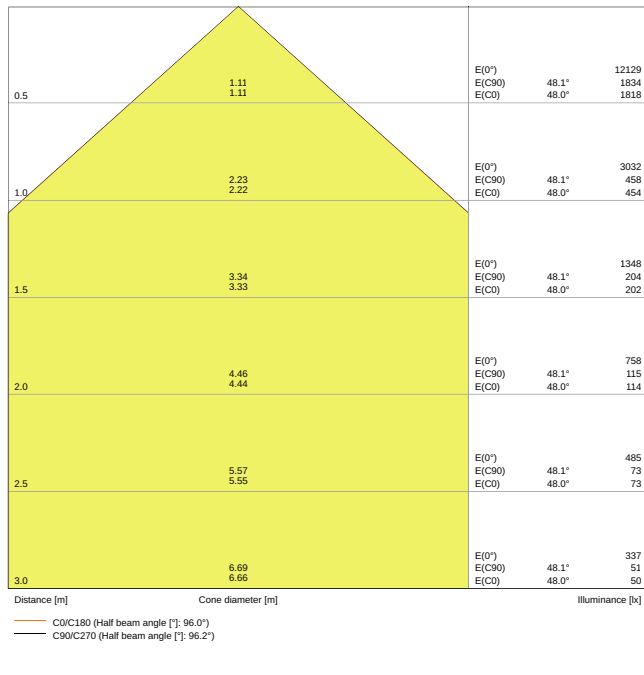 E(0°) 12129
1.11 E(C90) 48.1° 1834
0.5 1.11 E(C0) 48.0° 1818
E(0°) 3032
2.23 E(C90) 48.1° 458
1.0 2.22 E(C0) 48.0° 454
E(0°) 1348
3.34 E(C90) 48.1° 204
1.5 3.33 E(C0) 48.0° 202
E(0°) 758
4.46 E(C90) 48.1° 115
2.0 4.44 E(C0) 48.0° 114
E(0°) 485
5.57 E(C90) 48.1° 73
2.5 5.55 E(C0) 48.0° 73
E(0°) 337
6.69 E(C90) 48.1° 51
3.0 6.66 E(C0) 48.0° 50
Distance [m] Cone diameter [m] Illuminance [lx]
C0/C180 (Half beam angle [°]: 96.0°)
C90/C270 (Half beam angle [°]: 96.2°)